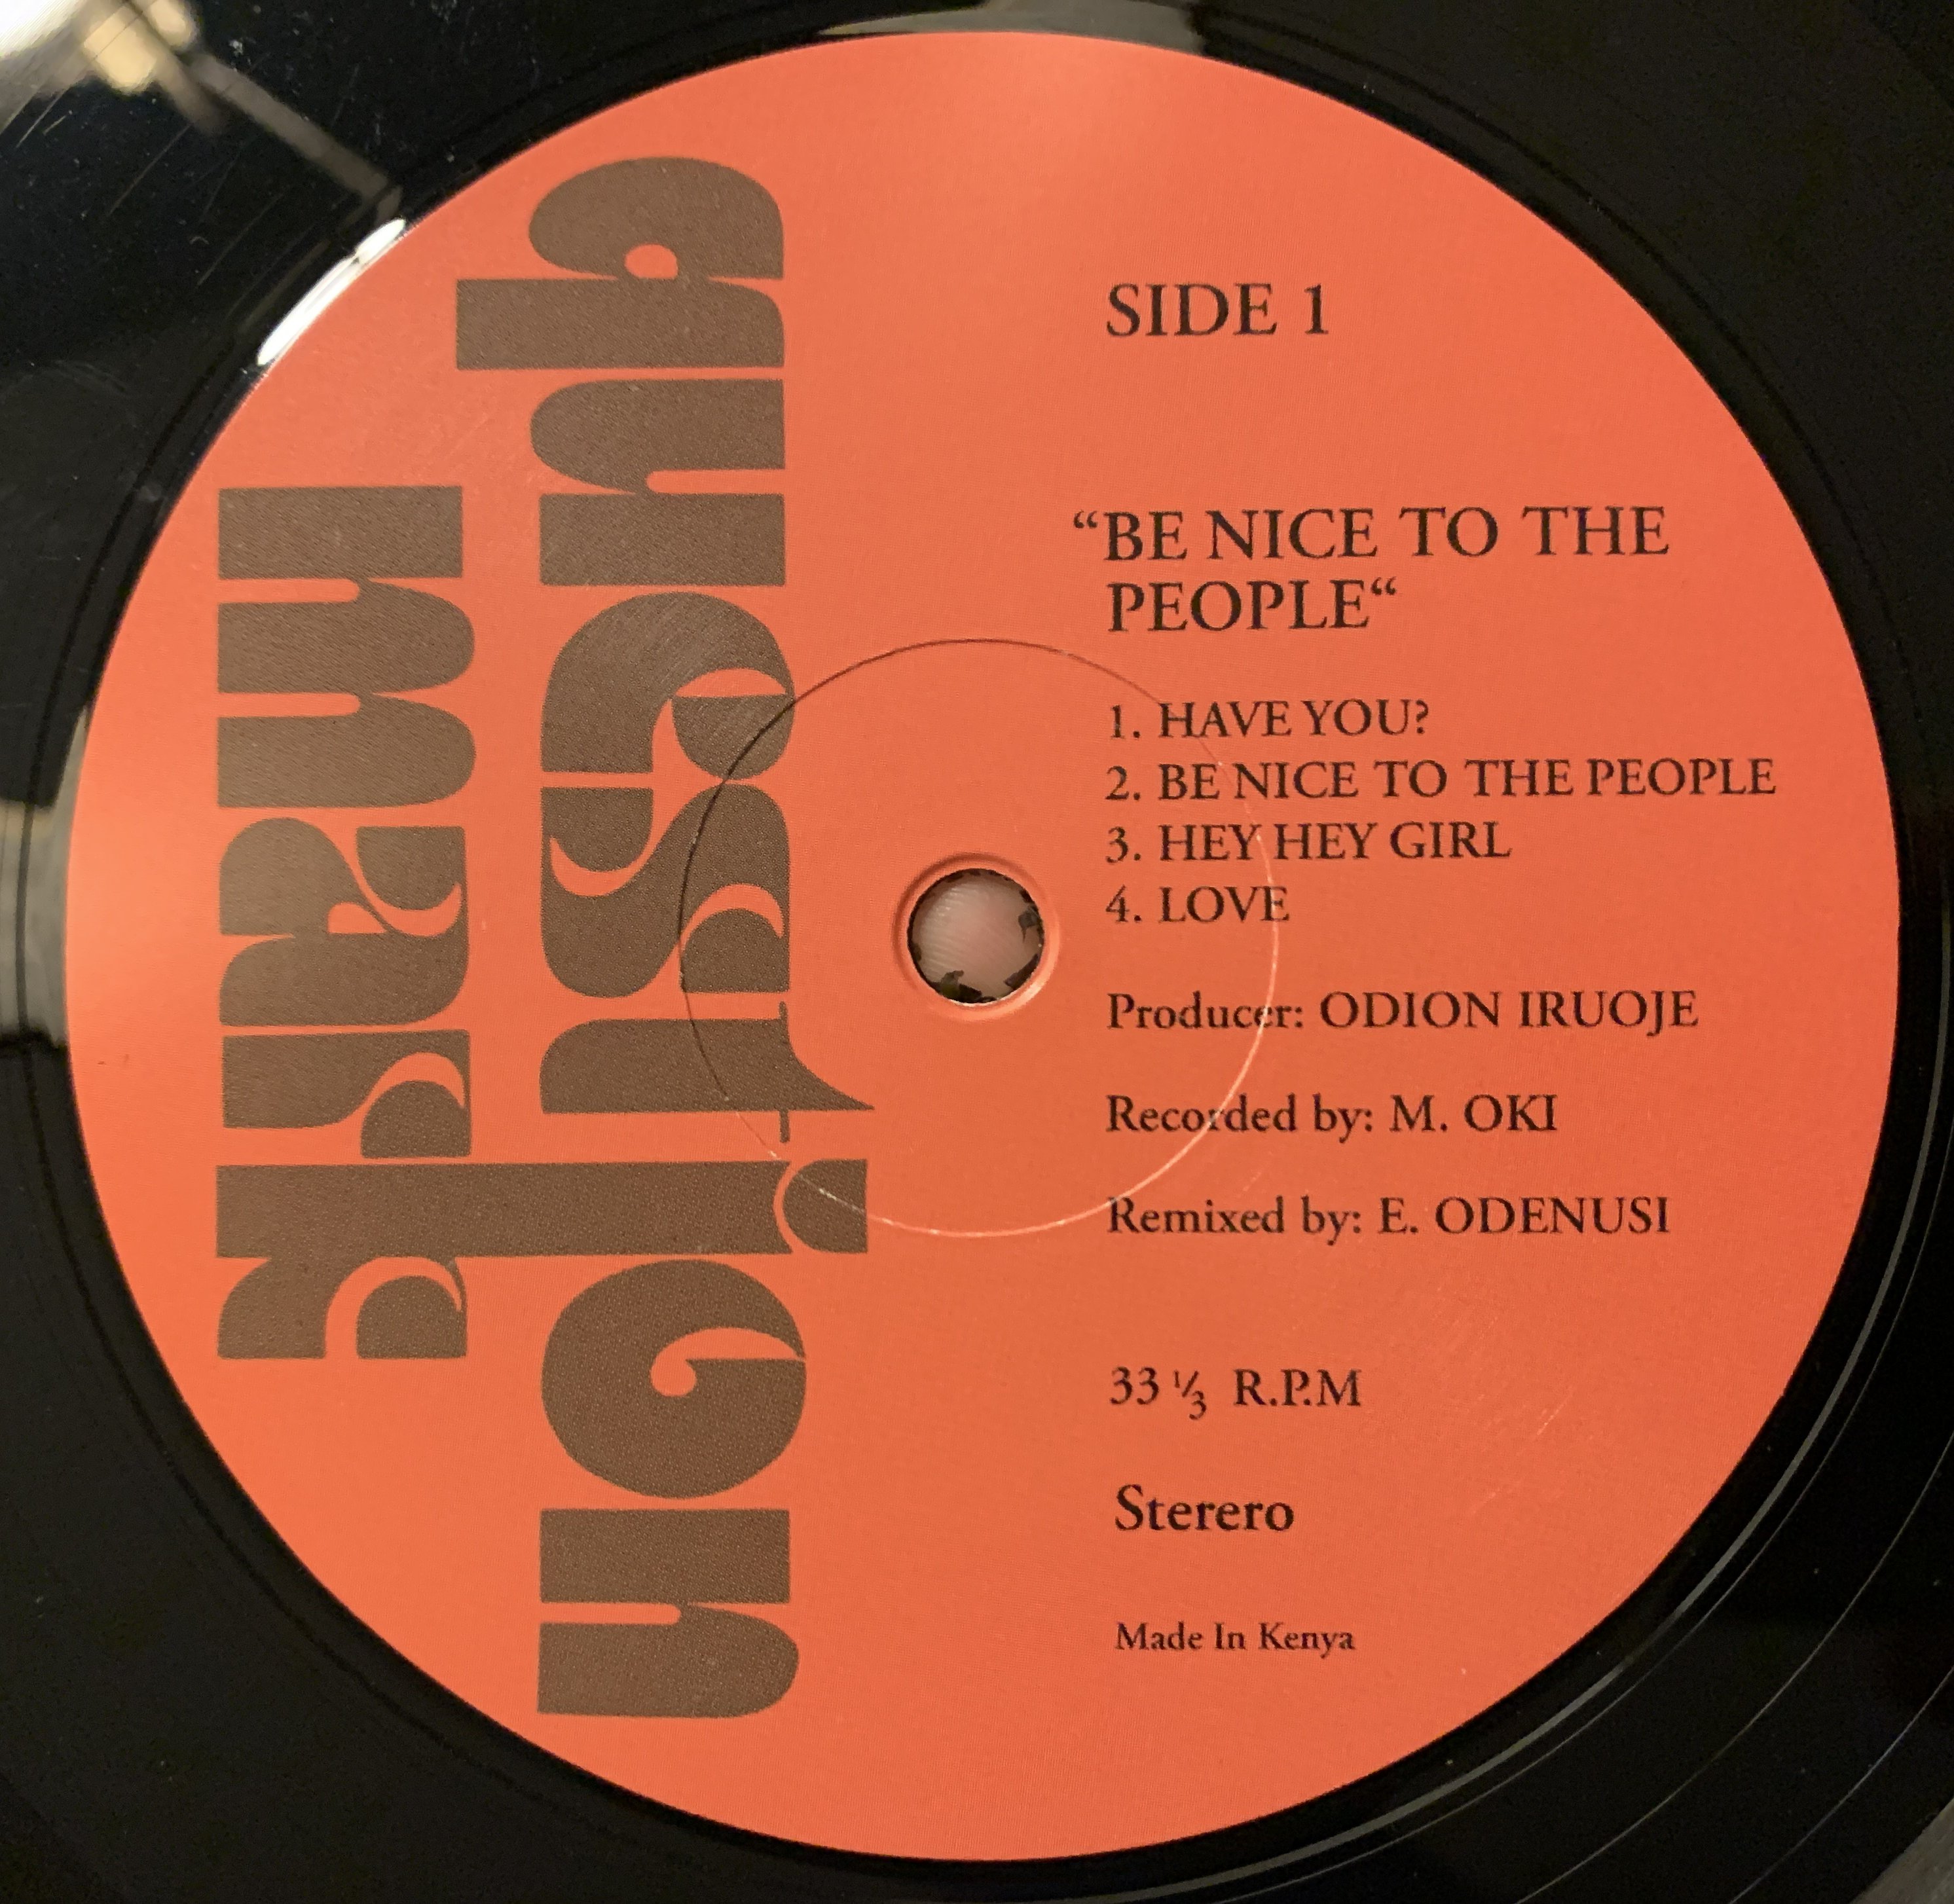 question
mark
SIDE 1
“BE NICE TO THE
PEOPLE“
1. HAVE YOU?
2. BE NICE TO THE PEOPLE
3. HEY HEY GIRL
4. LOVE
Producer: ODION IRUOJE
Recorded by: M. OKI
Remixed by: E. ODENUSI
33 ⅓ R.P.M
Sterero
Made In Kenya